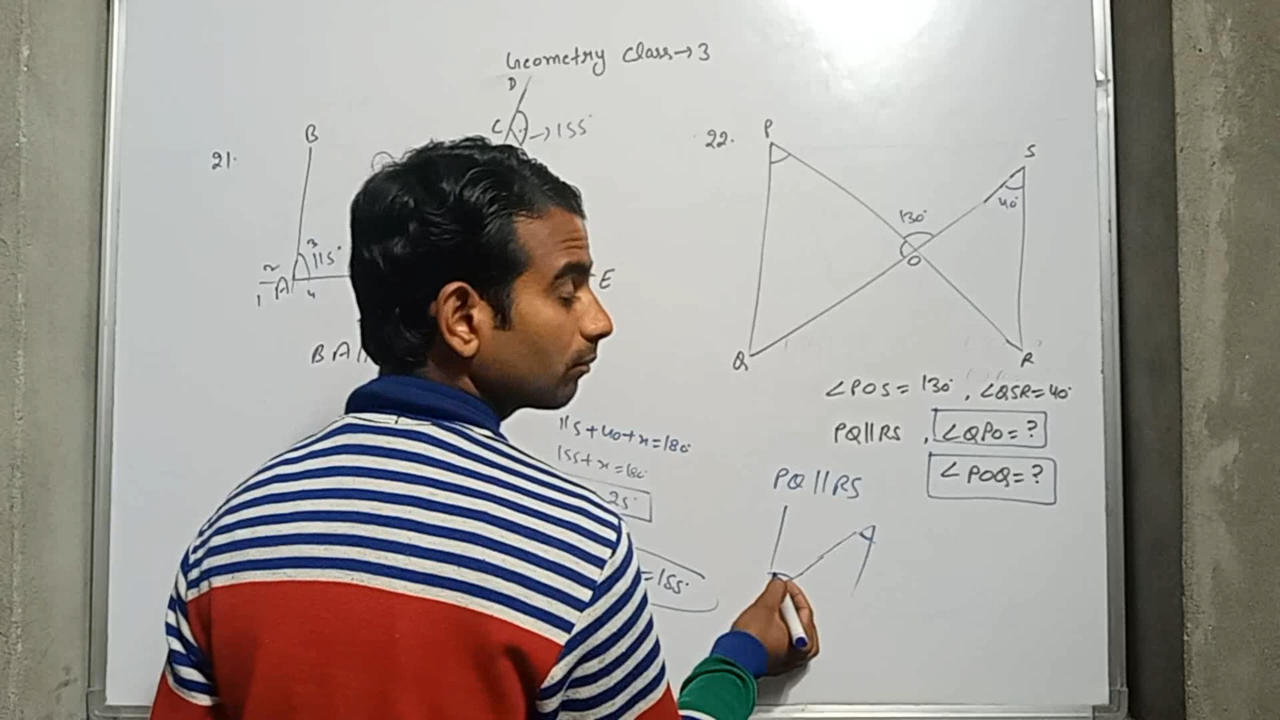 Geometry Class→3
21.
B
D
C
→155°
3
115°
2
1
A
4
E
BA
115+40+x=180°
155+x=180°
25°
=155°
22.
P
S
130°
40°
O
Q
R
∠POS=130°, ∠QSR=40°
PQ||RS, ∠QPO=?
∠POQ=?
PQ||RS